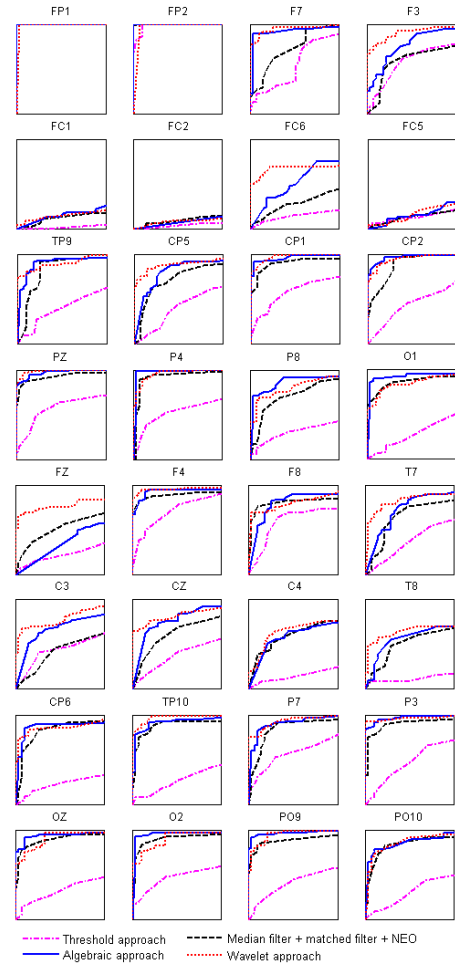 FP1 FP2 F7 F3
FC1 FC2 FC6 FC5
TP9 CP5 CP1 CP2
PZ P4 P8 O1
FZ F4 F8 T7
C3 CZ C4 T8
CP6 TP10 P7 P3
OZ O2 PO9 PO10
Threshold approach Median filter + matched filter + NEO
Algebraic approach Wavelet approach